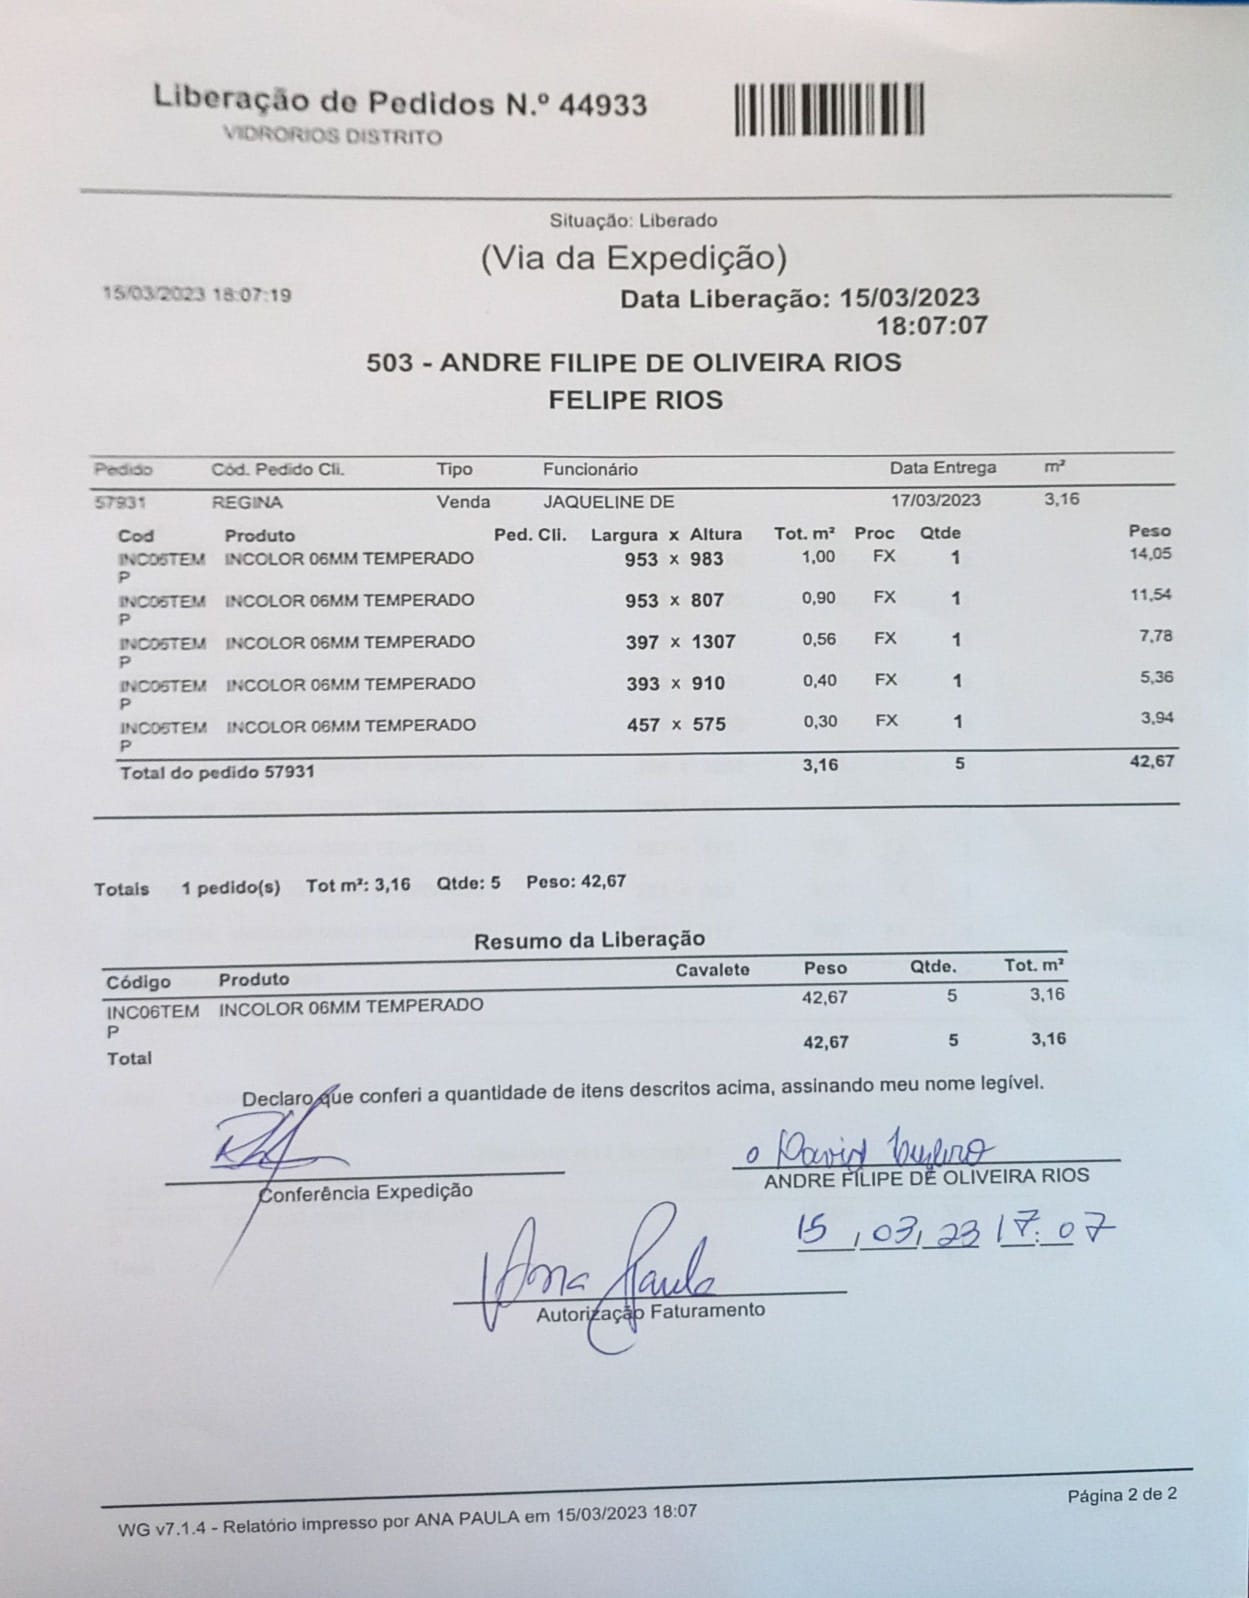 Liberação de Pedidos N.º 44933
VIDRORIOS DISTRITO
Situação: Liberado
(Via da Expedição)
15/03/2023 18:07:19
Data Liberação: 15/03/2023
18:07:07
503 - ANDRE FILIPE DE OLIVEIRA RIOS
FELIPE RIOS
Pedido Cód. Pedido Cli. Tipo Funcionário Data Entrega m²
57931 REGINA Venda JAQUELINE DE 17/03/2023 3,16
Cod Produto Ped. Cli. Largura x Altura Tot. m² Proc Qtde Peso
INC06TEM INCOLOR 06MM TEMPERADO 953 x 983 1,00 FX 1 14,05
P
INC06TEM INCOLOR 06MM TEMPERADO 953 x 807 0,90 FX 1 11,54
P
INC06TEM INCOLOR 06MM TEMPERADO 397 x 1307 0,56 FX 1 7,78
P
INC06TEM INCOLOR 06MM TEMPERADO 393 x 910 0,40 FX 1 5,36
P
INC06TEM INCOLOR 06MM TEMPERADO 457 x 575 0,30 FX 1 3,94
P
Total do pedido 57931 3,16 5 42,67
Totais 1 pedido(s) Tot m²: 3,16 Qtde: 5 Peso: 42,67
Resumo da Liberação
Código Produto Cavalete Peso Qtde. Tot. m²
INC06TEM INCOLOR 06MM TEMPERADO 42,67 5 3,16
P
Total 42,67 5 3,16
Declaro que conferi a quantidade de itens descritos acima, assinando meu nome legível.
David
Conferência Expedição ANDRE FILIPE DE OLIVEIRA RIOS
15/03/23 17:07
Ana Paula
Autorização Faturamento
WG v7.1.4 - Relatório impresso por ANA PAULA em 15/03/2023 18:07
Página 2 de 2